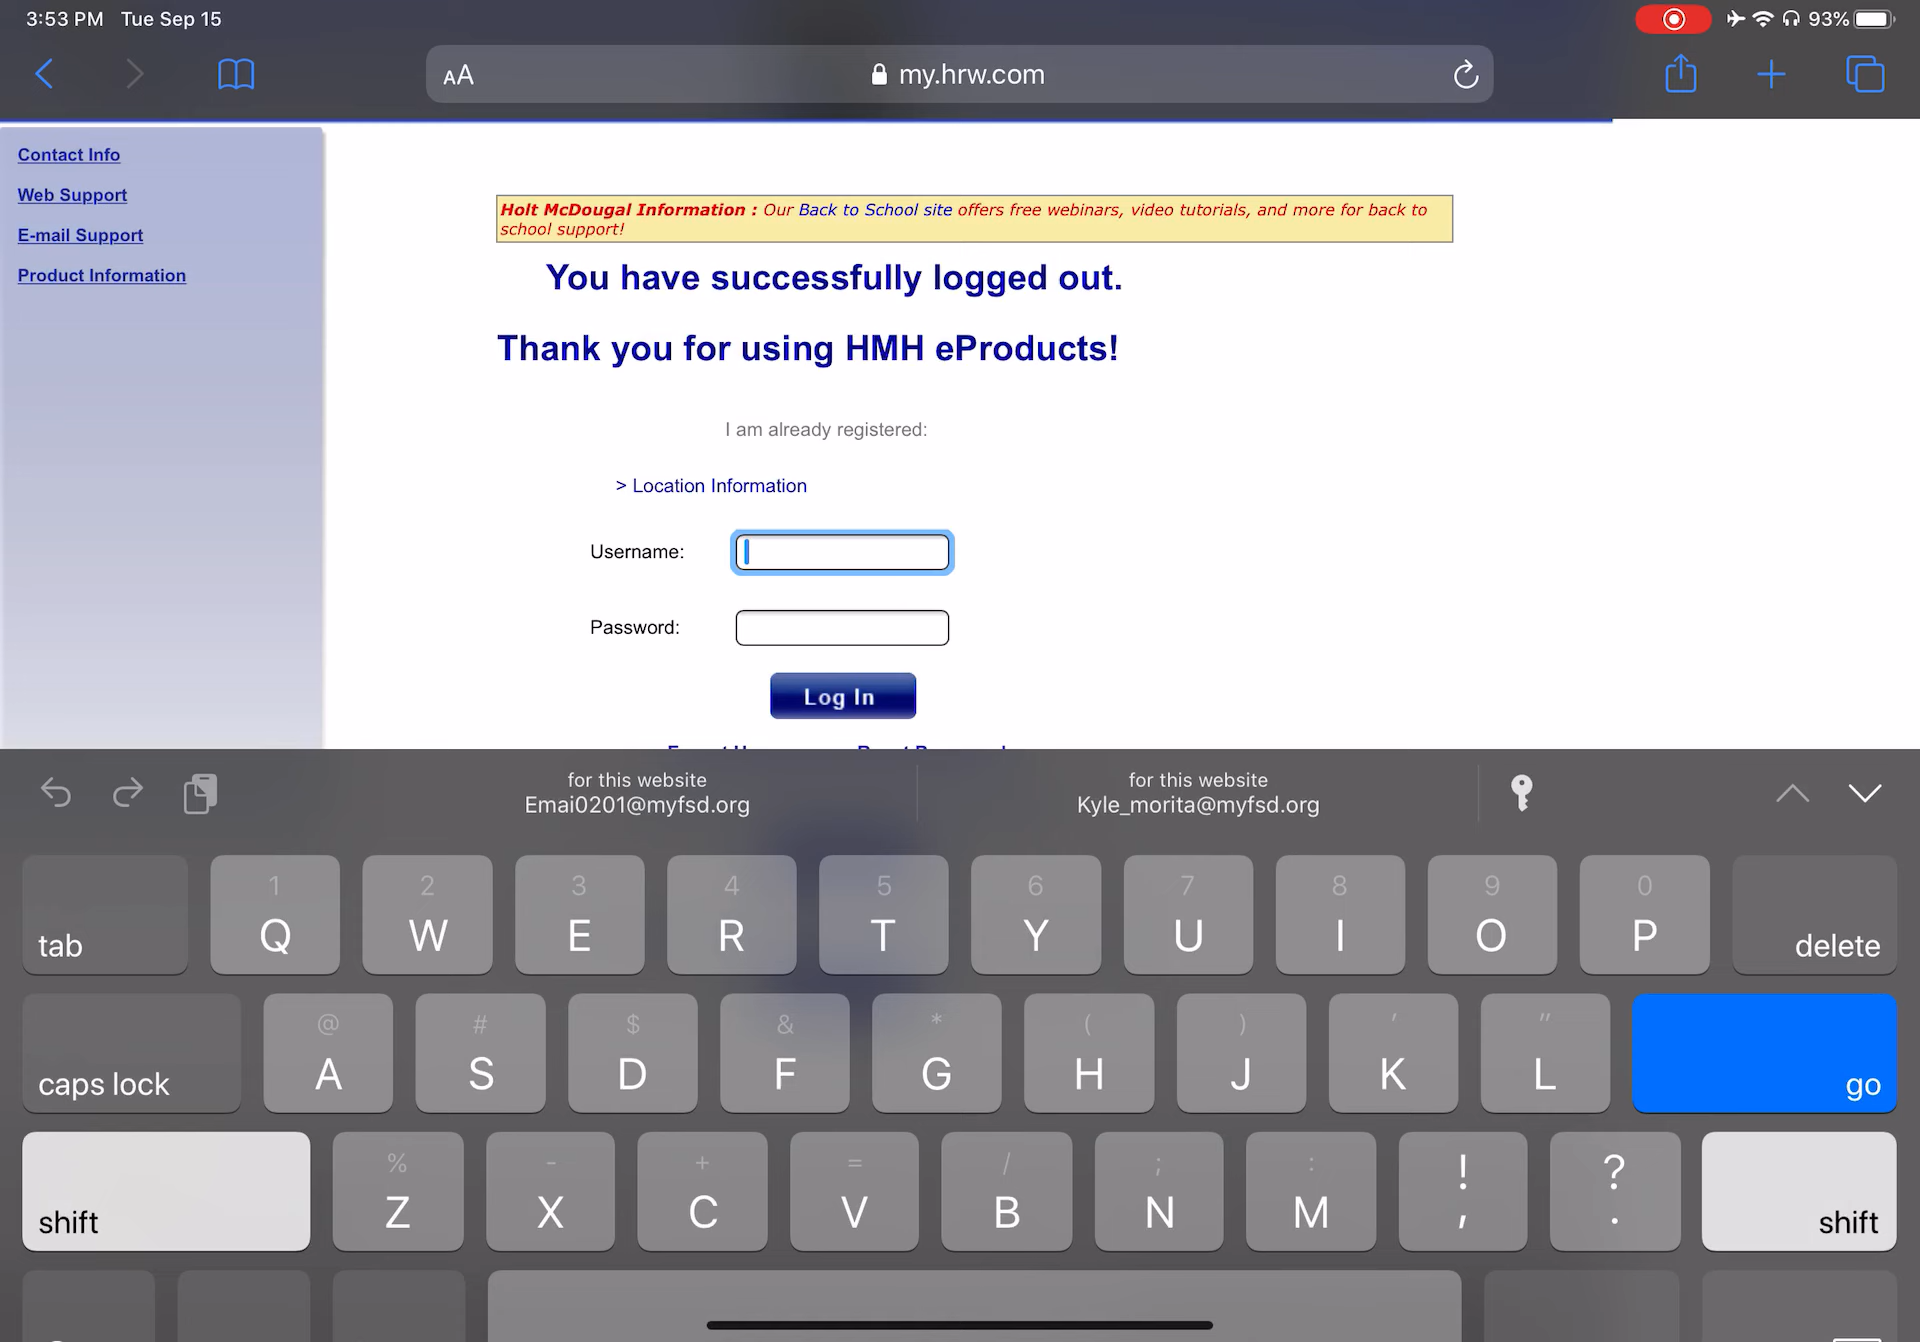 3:53 PM Tue Sep 15
93%
AA my.hrw.com
Contact Info
Web Support
E-mail Support
Product Information
Holt McDougal Information : Our Back to School site offers free webinars, video tutorials, and more for back to
school support!
You have successfully logged out.
Thank you for using HMH eProducts!
I am already registered:
> Location Information
Username:
Password:
Log In
for this website
Emai0201@myfsd.org
for this website
Kyle_morita@myfsd.org
1 2 3 4 5 6 7 8 9 0
tab Q W E R T Y U I O P delete
@ # $ & * ( ) ' "
caps lock A S D F G H J K L go
% - + = / ; : ! ?
shift Z X C V B N M , . shift